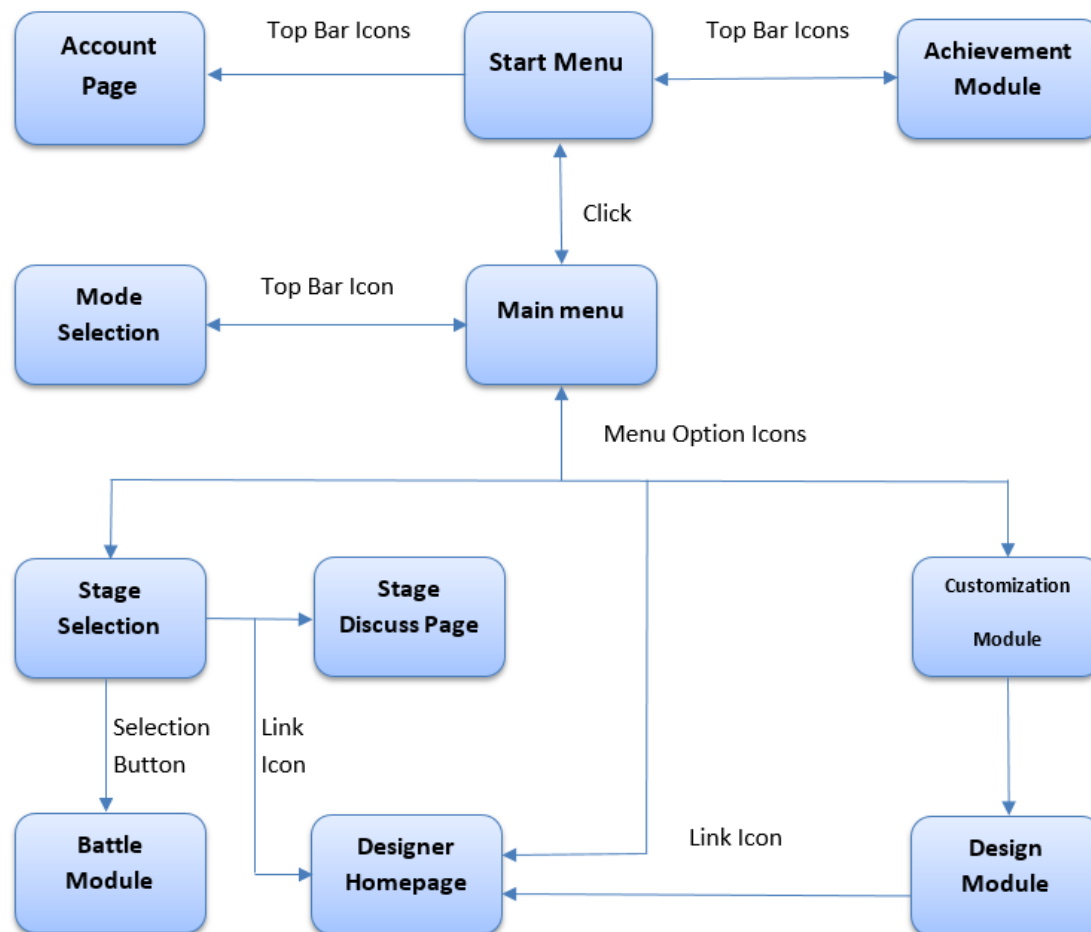 Account
Page
Top Bar Icons
Start Menu
Top Bar Icons
Achievement
Module
Click
Mode
Selection
Top Bar Icon
Main menu
Menu Option Icons
Stage
Selection
Stage
Discuss Page
Customization
Module
Selection
Button
Link
Icon
Battle
Module
Designer
Homepage
Link Icon
Design
Module